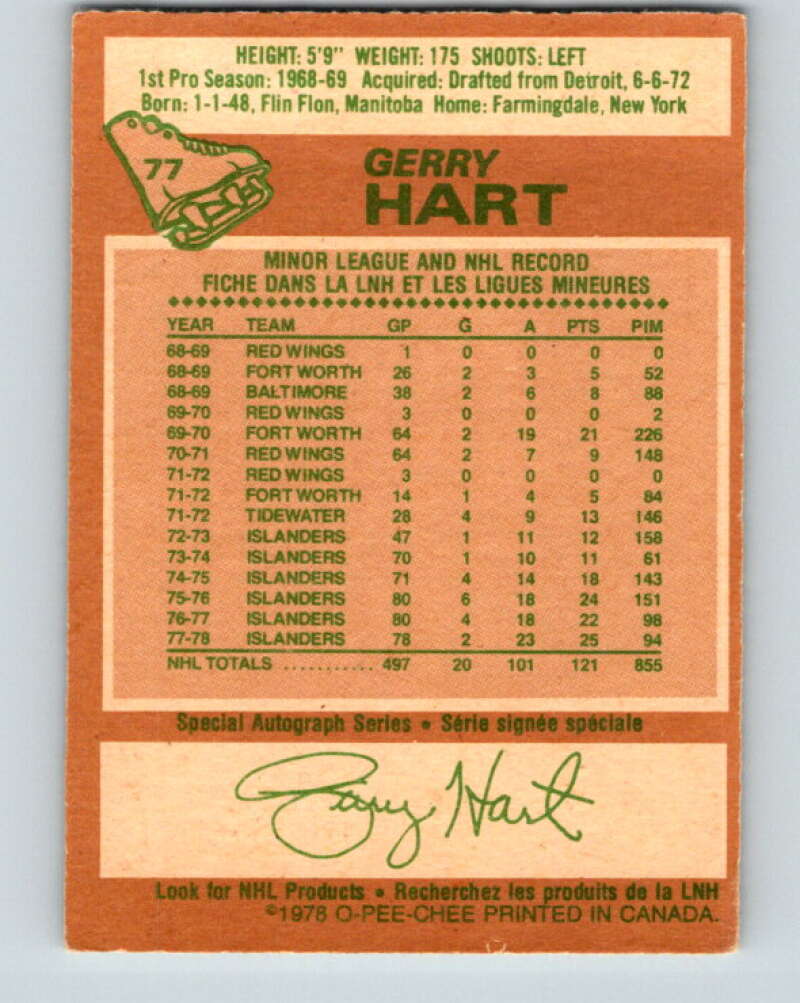 HEIGHT: 5'9" WEIGHT: 175 SHOOTS: LEFT
1st Pro Season: 1968-69 Acquired: Drafted from Detroit, 6-6-72
Born: 1-1-48, Flin Flon, Manitoba Home: Farmingdale, New York
77
GERRY
HART
MINOR LEAGUE AND NHL RECORD
FICHE DANS LA LNH ET LES LIGUES MINEURES
YEAR TEAM GP G A PTS PIM
68-69 RED WINGS 1 0 0 0 0
68-69 FORT WORTH 26 2 3 5 52
68-69 BALTIMORE 38 2 6 8 88
69-70 RED WINGS 3 0 0 0 2
69-70 FORT WORTH 64 2 19 21 226
70-71 RED WINGS 64 2 7 9 148
71-72 RED WINGS 3 0 0 0 0
71-72 FORT WORTH 14 1 4 5 84
71-72 TIDEWATER 28 4 9 13 146
72-73 ISLANDERS 47 1 11 12 158
73-74 ISLANDERS 70 1 10 11 61
74-75 ISLANDERS 71 4 14 18 143
75-76 ISLANDERS 80 6 18 24 151
76-77 ISLANDERS 80 4 18 22 98
77-78 ISLANDERS 78 2 23 25 94
NHL TOTALS ........... 497 20 101 121 855
Special Autograph Series • Série signée spéciale
Gerry Hart
Look for NHL Products • Recherchez les produits de la LNH
©1978 O-PEE-CHEE PRINTED IN CANADA.